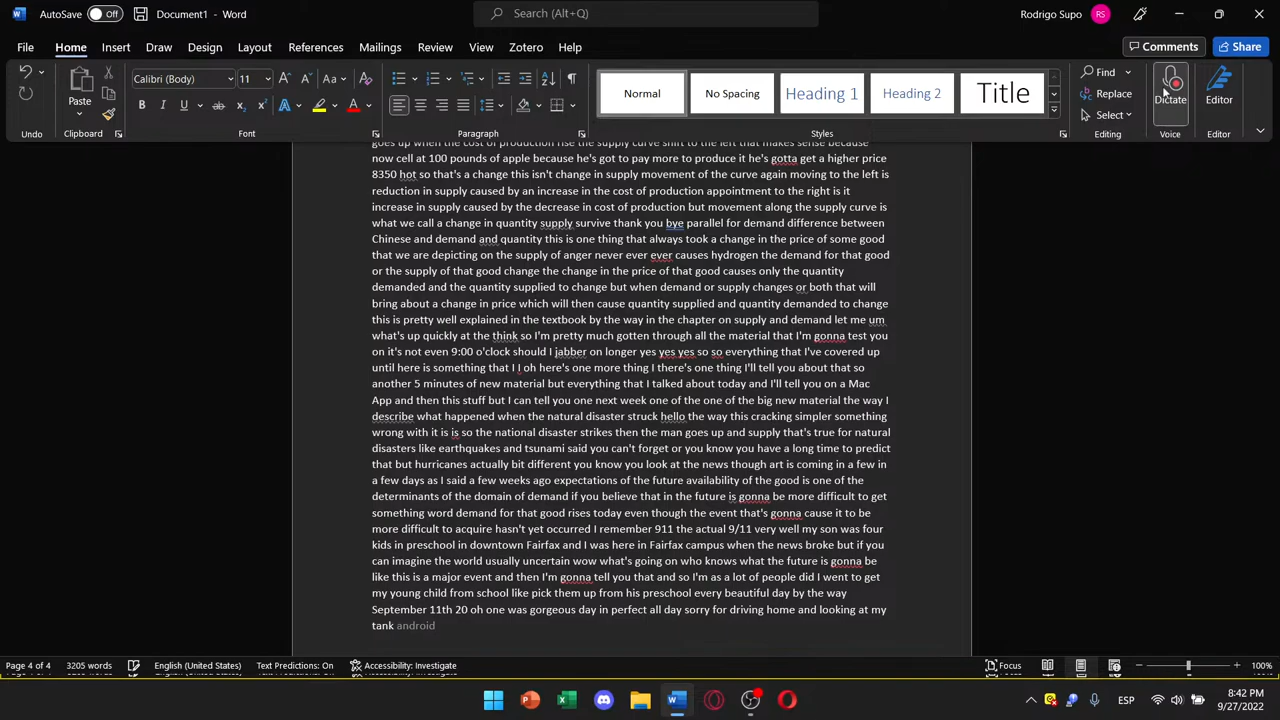 AutoSave Off Document1 - Word Search (Alt+Q) Rodrigo Supo RS
File Home Insert Draw Design Layout References Mailings Review View Zotero Help Comments Share
Paste
Clipboard
Calibri (Body) 11 Aa
B I U ab x2 x2 A A
Font
Paragraph
Normal No Spacing Heading 1 Heading 2 Title
Styles
Find
Replace
Select
Editing
Dictate
Voice
Editor
Editor
goes up when the cost of production rise the supply curve shift to the left that makes sense because
now cell at 100 pounds of apple because he's got to pay more to produce it he's gotta get a higher price
8350 hot so that's a change this isn't change in supply movement of the curve again moving to the left is
reduction in supply caused by an increase in the cost of production appointment to the right is it
increase in supply caused by the decrease in cost of production but movement along the supply curve is
what we call a change in quantity supply survive thank you bye parallel for demand difference between
Chinese and demand and quantity this is one thing that always took a change in the price of some good
that we are depicting on the supply of anger never ever ever causes hydrogen the demand for that good
or the supply of that good change the change in the price of that good causes only the quantity
demanded and the quantity supplied to change but when demand or supply changes or both that will
bring about a change in price which will then cause quantity supplied and quantity demanded to change
this is pretty well explained in the textbook by the way in the chapter on supply and demand let me um
what's up quickly at the think so I'm pretty much gotten through all the material that I'm gonna test you
on it's not even 9:00 o'clock should I jabber on longer yes yes yes so so everything that I've covered up
until here is something that I I oh here's one more thing I there's one thing I'll tell you about that so
another 5 minutes of new material but everything that I talked about today and I'll tell you on a Mac
App and then this stuff but I can tell you one next week one of the one of the big new material the way I
describe what happened when the natural disaster struck hello the way this cracking simpler something
wrong with it is is so the national disaster strikes then the man goes up and supply that's true for natural
disasters like earthquakes and tsunami said you can't forget or you know you have a long time to predict
that but hurricanes actually bit different you know you look at the news though art is coming in a few in
a few days as I said a few weeks ago expectations of the future availability of the good is one of the
determinants of the domain of demand if you believe that in the future is gonna be more difficult to get
something word demand for that good rises today even though the event that's gonna cause it to be
more difficult to acquire hasn't yet occurred I remember 911 the actual 9/11 very well my son was four
kids in preschool in downtown Fairfax and I was here in Fairfax campus when the news broke but if you
can imagine the world usually uncertain wow what's going on who knows what the future is gonna be
like this is a major event and then I'm gonna tell you that and so I'm as a lot of people did I went to get
my young child from school like pick them up from his preschool every beautiful day by the way
September 11th 20 oh one was gorgeous day in perfect all day sorry for driving home and looking at my
tank android
Page 4 of 4 3205 words English (United States) Text Predictions: On Accessibility: Investigate Focus 100%
ESP 8:42 PM
9/27/2022